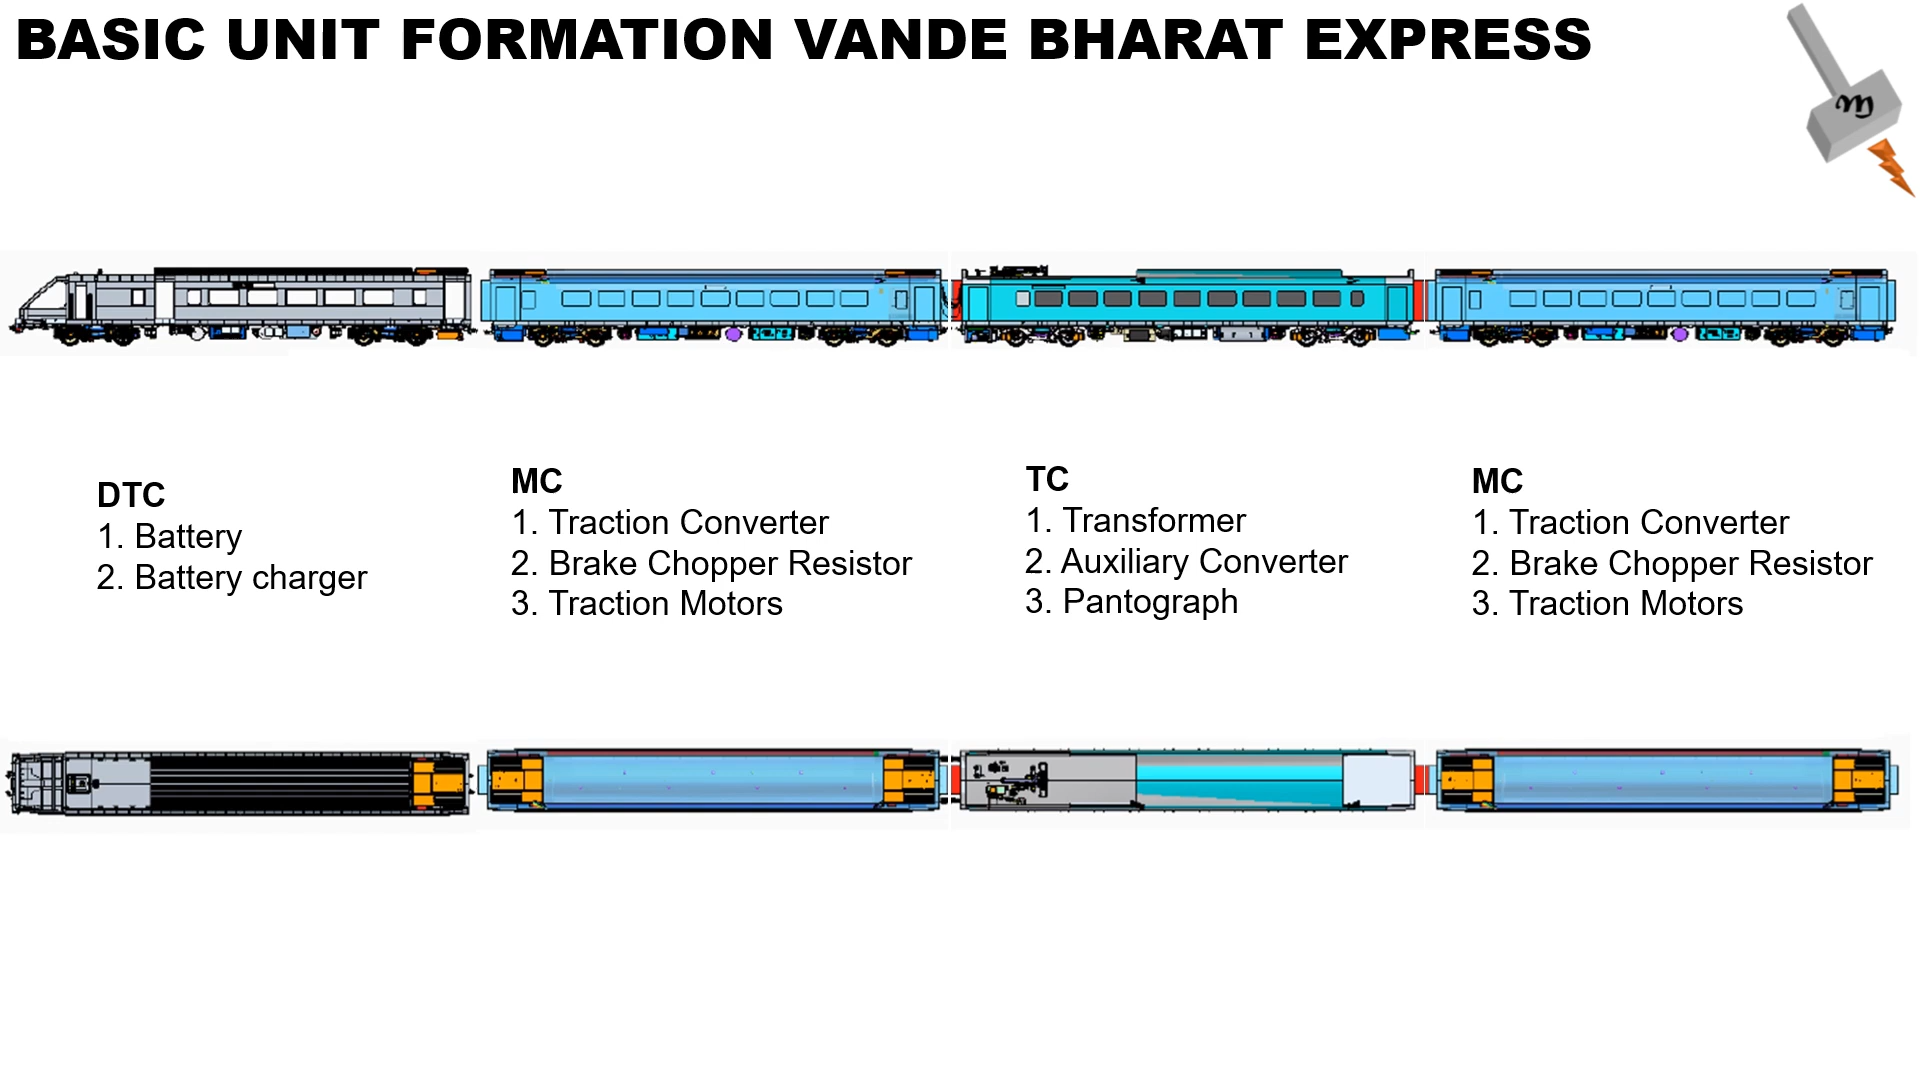 BASIC UNIT FORMATION VANDE BHARAT EXPRESS
DTC
1. Battery
2. Battery charger
MC
1. Traction Converter
2. Brake Chopper Resistor
3. Traction Motors
TC
1. Transformer
2. Auxiliary Converter
3. Pantograph
MC
1. Traction Converter
2. Brake Chopper Resistor
3. Traction Motors